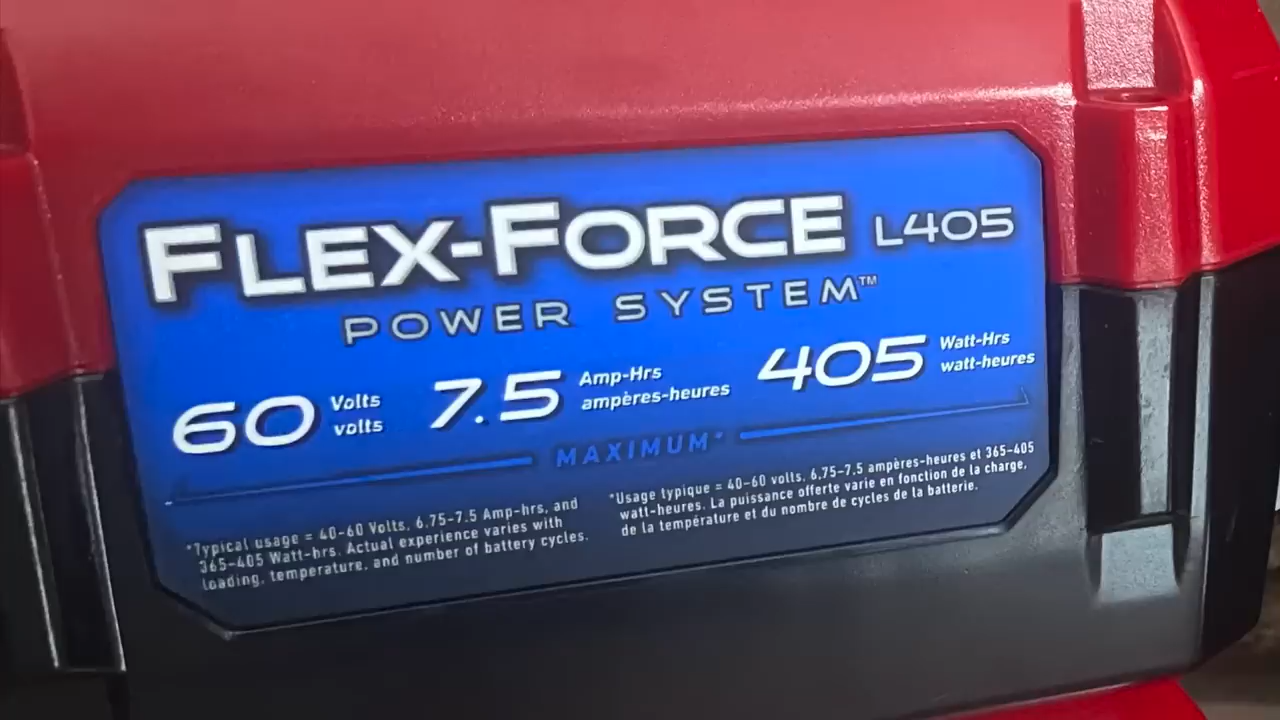 FLEX-FORCE L405
POWER SYSTEM™
60 Volts volts 7.5 Amp-Hrs ampères-heures 405 Watt-Hrs watt-heures
MAXIMUM*
*Typical usage = 40-60 Volts, 6.75-7.5 Amp-hrs, and
365-405 Watt-hrs. Actual experience varies with
loading, temperature, and number of battery cycles.
*Usage typique = 40-60 volts, 6,75-7.5 ampères-heures et 365-405
watt-heures. La puissance offerte varie en fonction de la charge,
de la température et du nombre de cycles de la batterie.